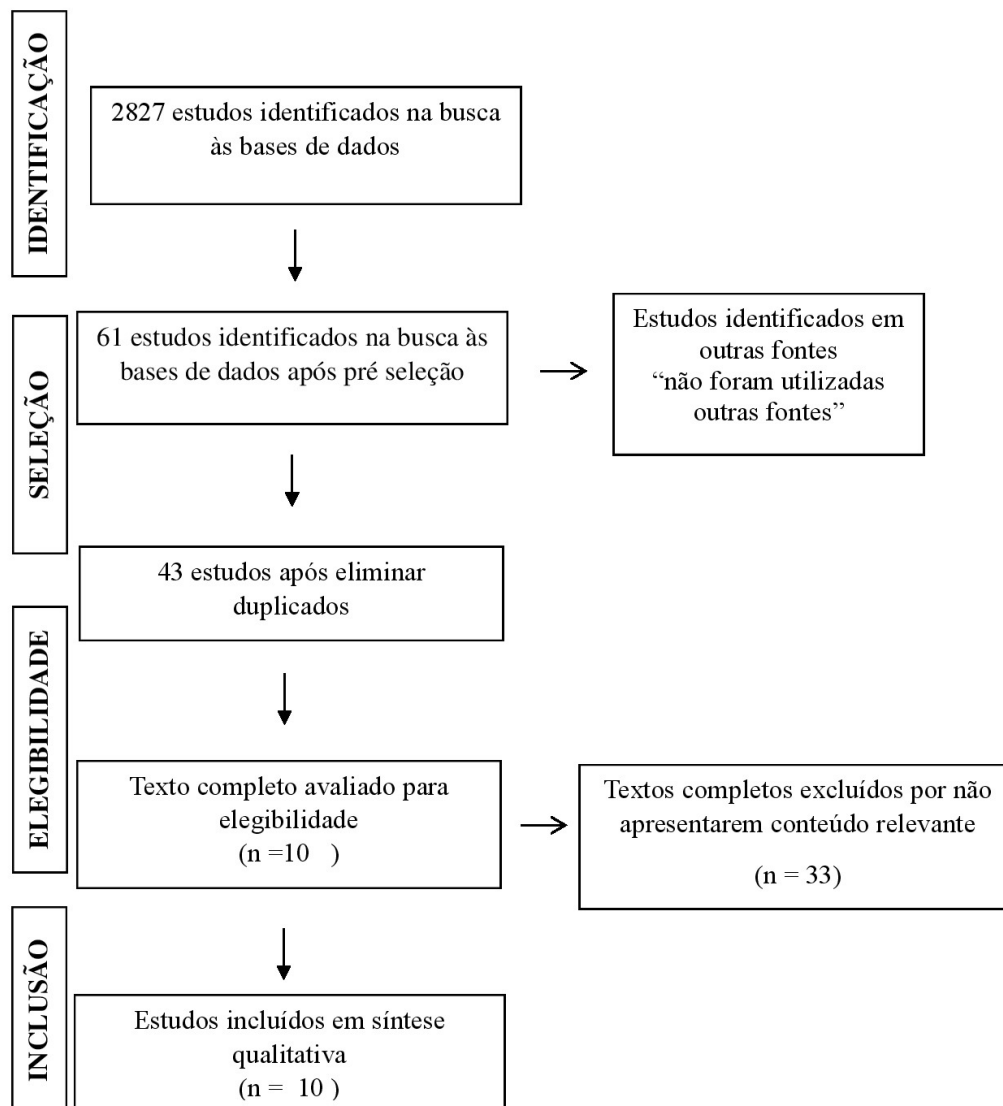 IDENTIFICAÇÃO
2827 estudos identificados na busca
às bases de dados
SELEÇÃO
61 estudos identificados na busca às
bases de dados após pré seleção
Estudos identificados em
outras fontes
“não foram utilizadas
outras fontes”
43 estudos após eliminar
duplicados
ELEGIBILIDADE
Texto completo avaliado para
elegibilidade
(n =10 )
Textos completos excluídos por não
apresentarem conteúdo relevante
(n = 33)
INCLUSÃO
Estudos incluídos em síntese
qualitativa
(n = 10 )